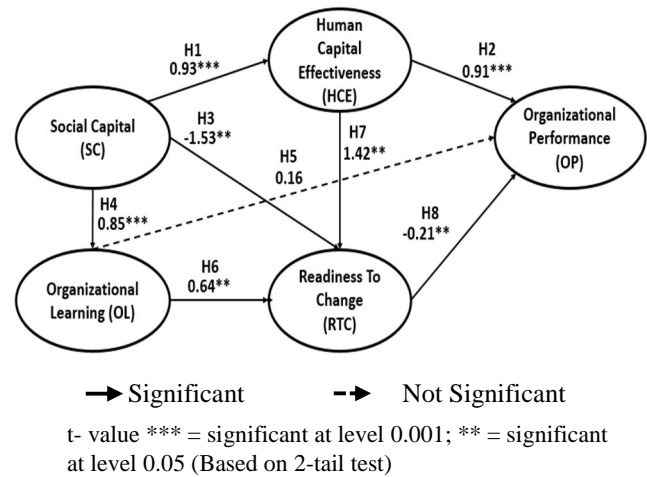 Human
Capital
Effectiveness
(HCE)
H1
0.93***
H2
0.91***
Social Capital
(SC)
H3
-1.53**
H7
1.42**
H5
0.16
Organizational
Performance
(OP)
H4
0.85***
H8
-0.21**
Organizational
Learning (OL)
H6
0.64**
Readiness To
Change
(RTC)
Significant
Not Significant
t- value *** = significant at level 0.001; ** = significant
at level 0.05 (Based on 2-tail test)